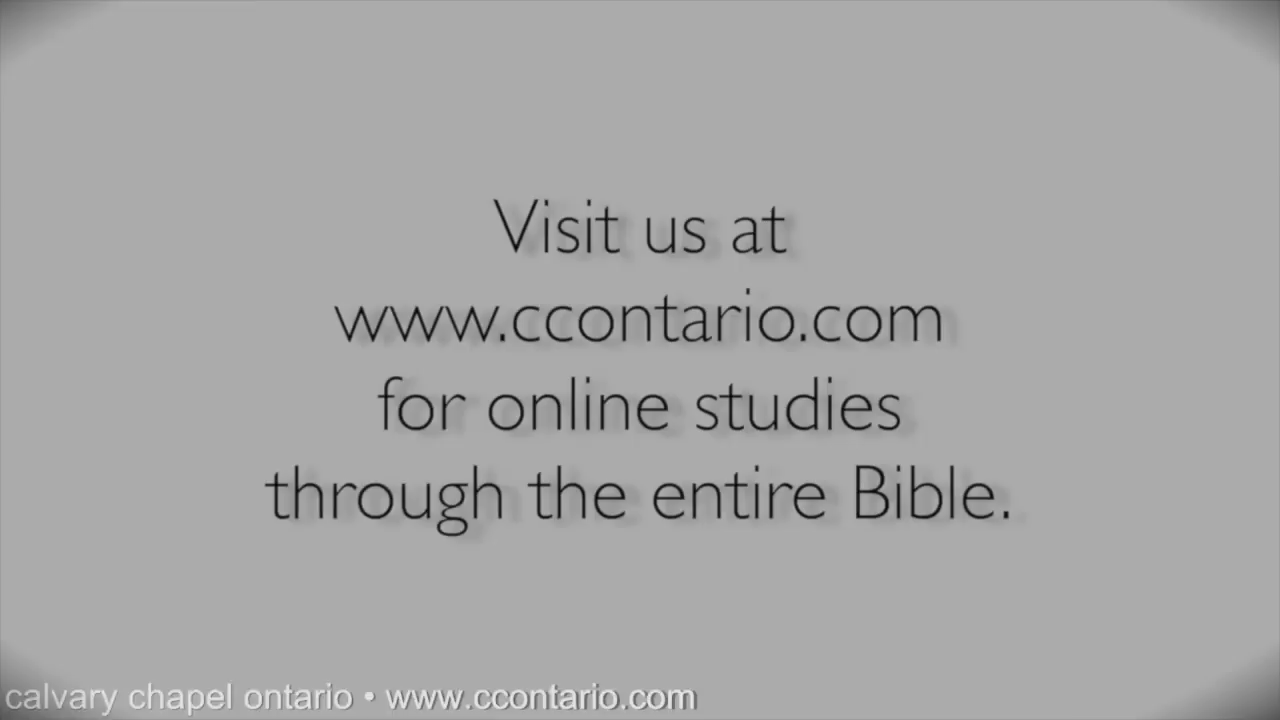 Visit us at
www.ccontario.com
for online studies
through the entire Bible.
calvary chapel ontario • www.ccontario.com